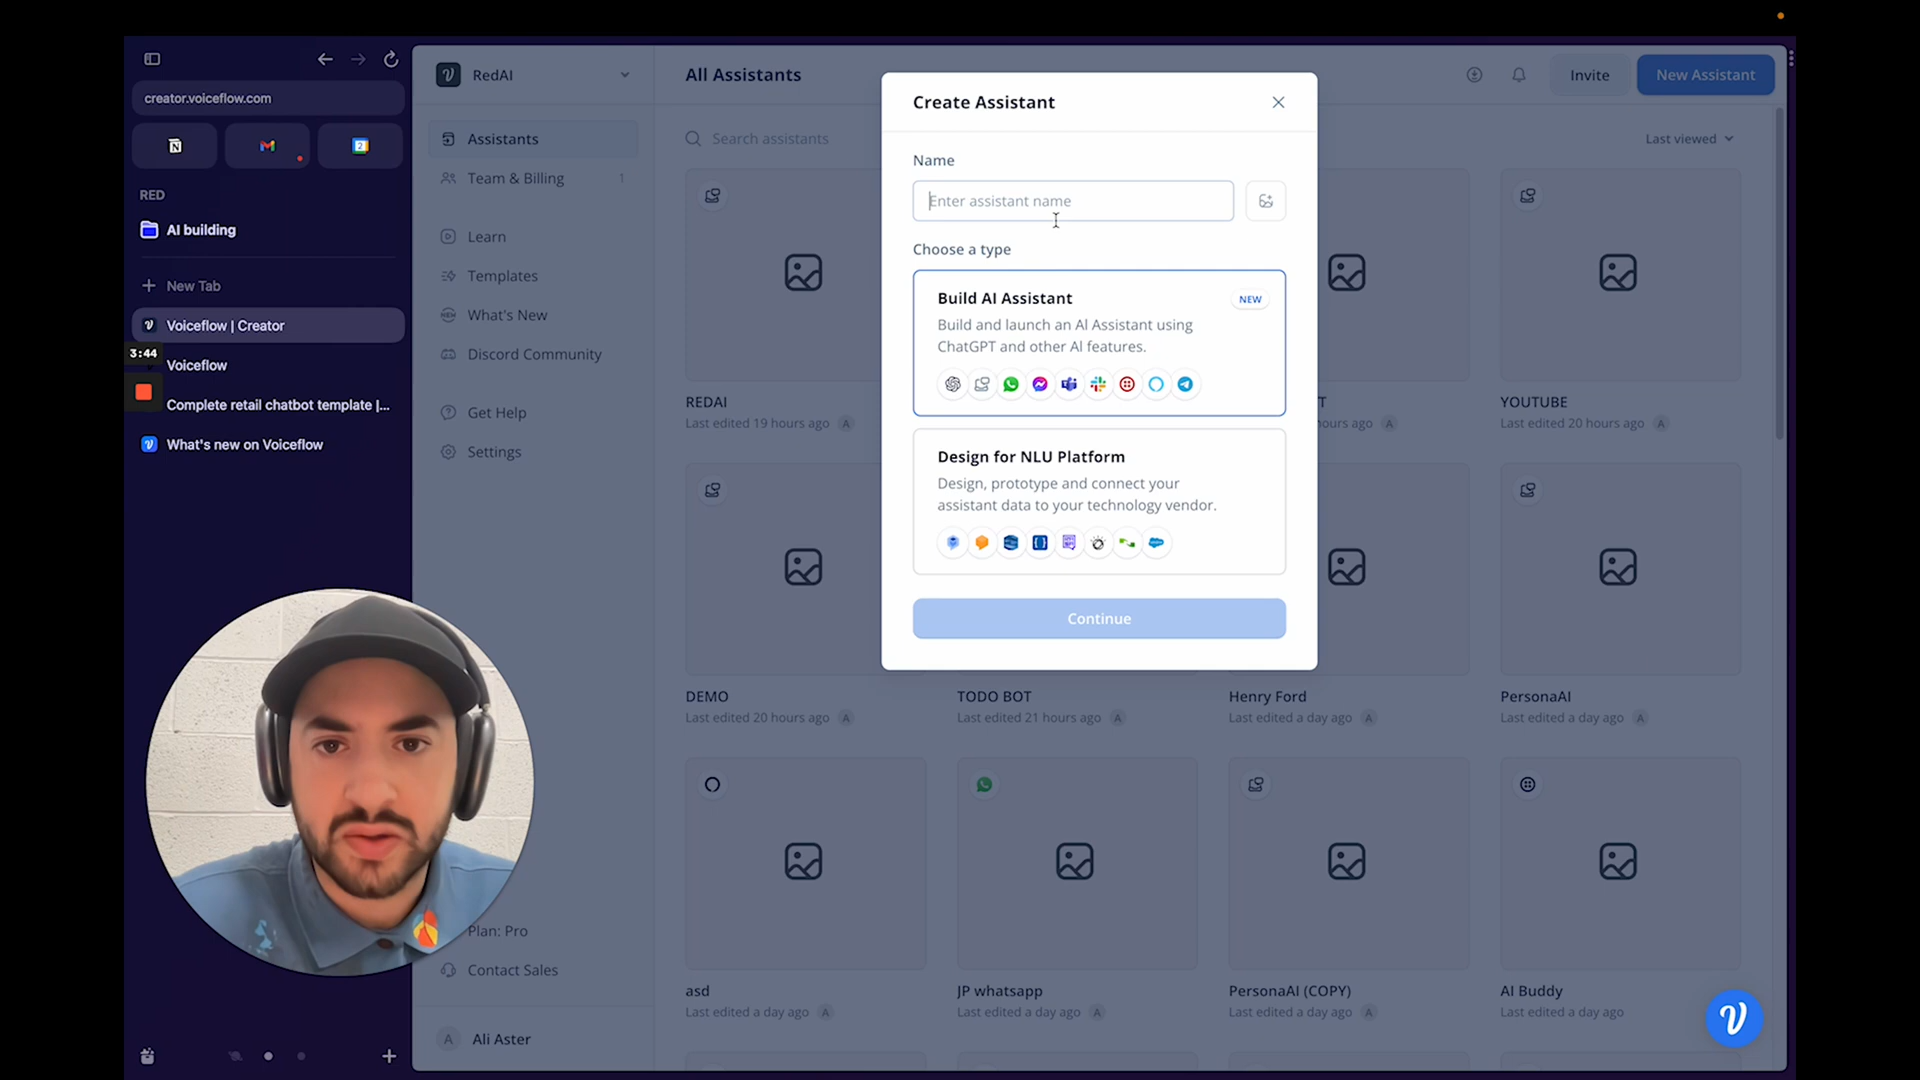 creator.voiceflow.com
RED
AI building
New Tab
Voiceflow | Creator
3:44
Voiceflow
Complete retail chatbot template |...
What's new on Voiceflow
RedAI
Assistants
Team & Billing 1
Learn
Templates
What's New
Discord Community
Get Help
Settings
Plan: Pro
Contact Sales
A Ali Aster
All Assistants
Invite
New Assistant
Search assistants
Last viewed
Create Assistant
Name
Enter assistant name
Choose a type
Build AI Assistant
NEW
Build and launch an AI Assistant using
ChatGPT and other AI features.
Design for NLU Platform
Design, prototype and connect your
assistant data to your technology vendor.
Continue
REDAI
Last edited 19 hours ago A
T
ours ago A
YOUTUBE
Last edited 20 hours ago A
DEMO
Last edited 20 hours ago A
TODO BOT
Last edited 21 hours ago A
Henry Ford
Last edited a day ago A
PersonaAI
Last edited a day ago A
asd
Last edited a day ago A
JP whatsapp
Last edited a day ago A
PersonaAI (COPY)
Last edited a day ago A
AI Buddy
Last edited a day ago